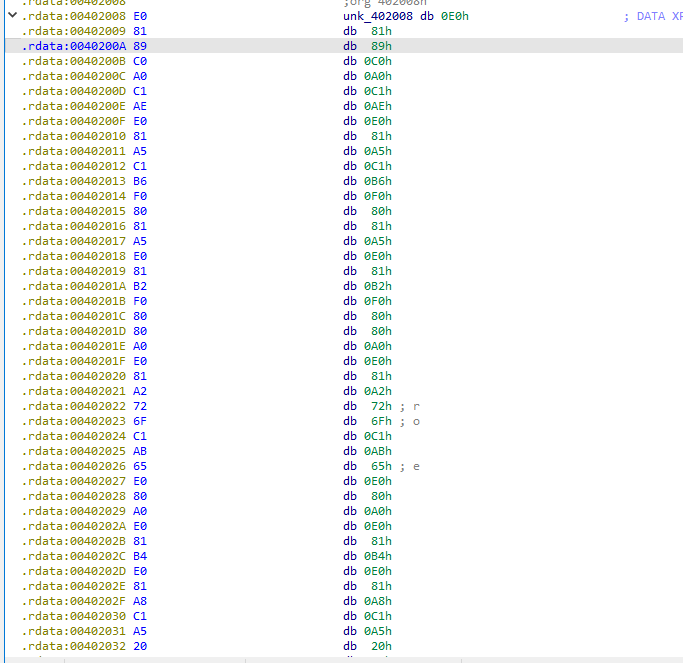 .rdata:00402008 ;org 402008h
.rdata:00402008 E0 unk_402008 db 0E0h ; DATA XR
.rdata:00402009 81 db 81h
.rdata:0040200A 89 db 89h
.rdata:0040200B C0 db 0C0h
.rdata:0040200C A0 db 0A0h
.rdata:0040200D C1 db 0C1h
.rdata:0040200E AE db 0AEh
.rdata:0040200F E0 db 0E0h
.rdata:00402010 81 db 81h
.rdata:00402011 A5 db 0A5h
.rdata:00402012 C1 db 0C1h
.rdata:00402013 B6 db 0B6h
.rdata:00402014 F0 db 0F0h
.rdata:00402015 80 db 80h
.rdata:00402016 81 db 81h
.rdata:00402017 A5 db 0A5h
.rdata:00402018 E0 db 0E0h
.rdata:00402019 81 db 81h
.rdata:0040201A B2 db 0B2h
.rdata:0040201B F0 db 0F0h
.rdata:0040201C 80 db 80h
.rdata:0040201D 80 db 80h
.rdata:0040201E A0 db 0A0h
.rdata:0040201F E0 db 0E0h
.rdata:00402020 81 db 81h
.rdata:00402021 A2 db 0A2h
.rdata:00402022 72 db 72h ; r
.rdata:00402023 6F db 6Fh ; o
.rdata:00402024 C1 db 0C1h
.rdata:00402025 AB db 0ABh
.rdata:00402026 65 db 65h ; e
.rdata:00402027 E0 db 0E0h
.rdata:00402028 80 db 80h
.rdata:00402029 A0 db 0A0h
.rdata:0040202A E0 db 0E0h
.rdata:0040202B 81 db 81h
.rdata:0040202C B4 db 0B4h
.rdata:0040202D E0 db 0E0h
.rdata:0040202E 81 db 81h
.rdata:0040202F A8 db 0A8h
.rdata:00402030 C1 db 0C1h
.rdata:00402031 A5 db 0A5h
.rdata:00402032 20 db 20h